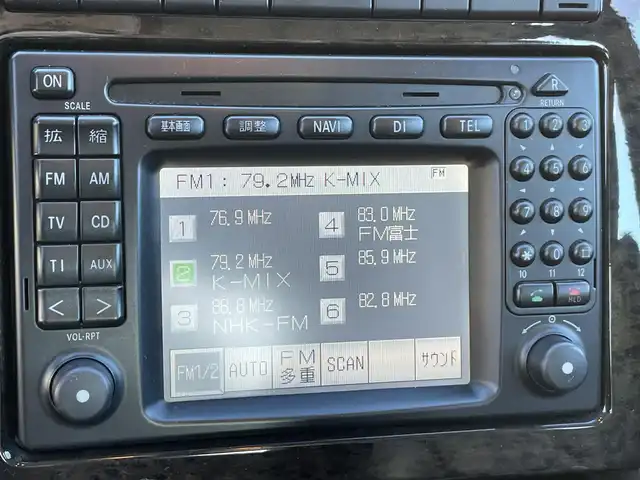 ON
SCALE
拡 縮
FM AM
TV CD
TI AUX
< >
VOL-RPT
基本画面 調整 NAVI DI TEL
R
RETURN
FM1: 79.2MHz K-MIX FM
1 76.9MHz
4 83.0MHz
FM富士
2 79.2MHz
K-MIX
5 85.9MHz
3 88.8MHz
NHK-FM
6 82.8MHz
FM1/2 AUTO FM多重 SCAN サウンド
1 2 3
4 5 6
7 8 9
* 0 #
10 11 12
HLD